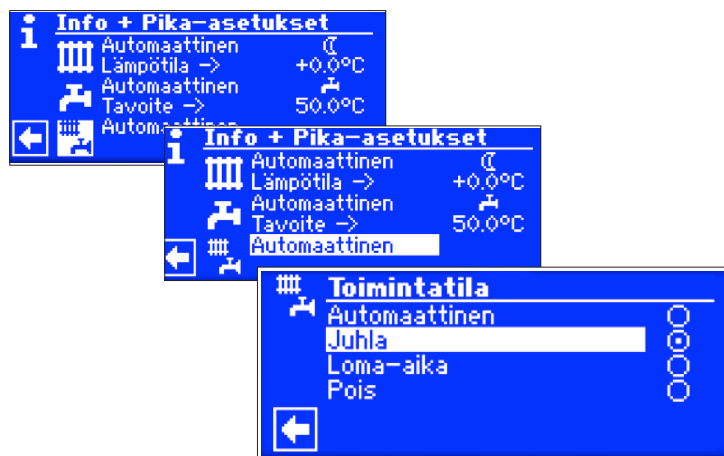 Info + Pika-asetukset
Automaattinen
Lämpötila -> +0.0°C
Automaattinen
Tavoite -> 50.0°C
Automaattinen
Info + Pika-asetukset
Automaattinen
Lämpötila -> +0.0°C
Automaattinen
Tavoite -> 50.0°C
Automaattinen
Toimintatila
Automaattinen
Juhla
Loma-aika
Pois